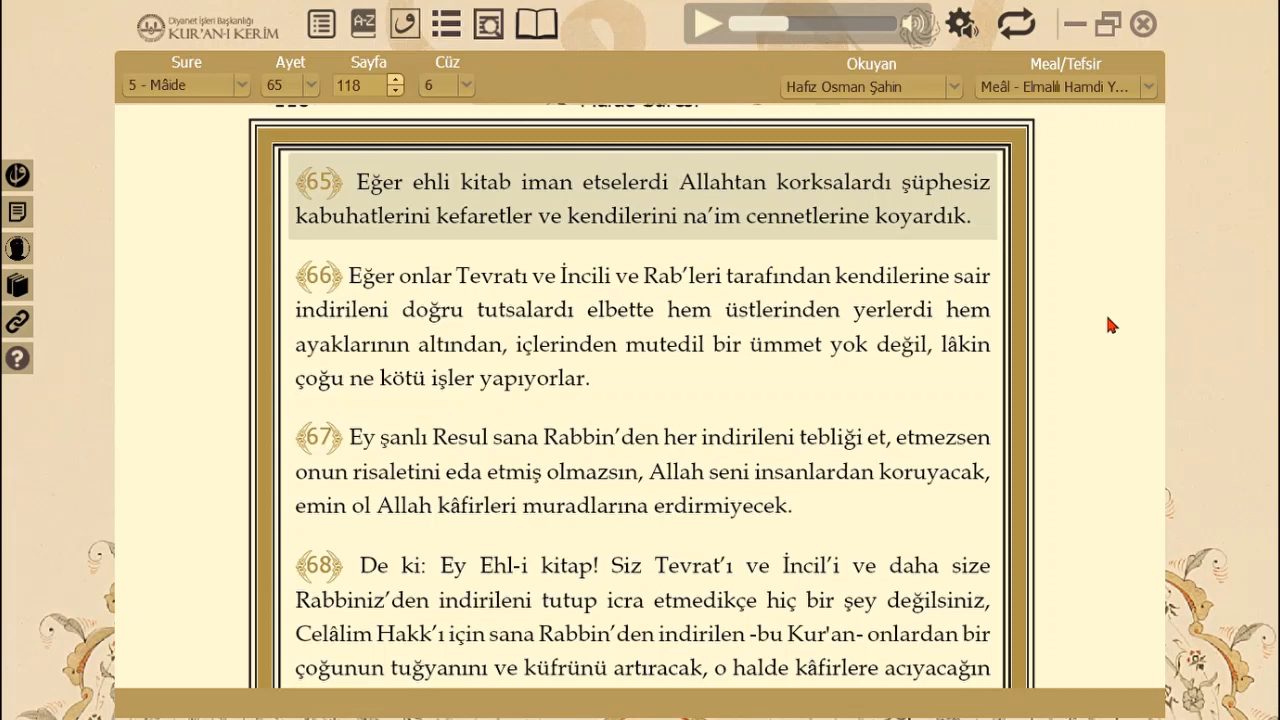 Diyanet İşleri Başkanlığı
KUR'AN-I KERİM
A-Z
Sure Ayet Sayfa Cüz Okuyan Meal/Tefsir
5 - Mâide 65 118 6 Hafız Osman Şahin Meâl - Elmalılı Hamdi Y...
65 Eğer ehli kitab iman etselerdi Allahtan korksalardı şüphesiz
kabuhatlerini kefaretler ve kendilerini na’im cennetlerine koyardık.
66 Eğer onlar Tevratı ve İncili ve Rab’leri tarafından kendilerine sair
indirileni doğru tutsalardı elbette hem üstlerinden yerlerdi hem
ayaklarının altından, içlerinden mutedil bir ümmet yok değil, lâkin
çoğu ne kötü işler yapıyorlar.
67 Ey şanlı Resul sana Rabbin’den her indirileni tebliği et, etmezsen
onun risaletini eda etmiş olmazsın, Allah seni insanlardan koruyacak,
emin ol Allah kâfirleri muradlarına erdirmiyecek.
68 De ki: Ey Ehl-i kitap! Siz Tevrat’ı ve İncil’i ve daha size
Rabbiniz’den indirileni tutup icra etmedikçe hiç bir şey değilsiniz,
Celâlim Hakk’ı için sana Rabbin’den indirilen -bu Kur'an- onlardan bir
çoğunun tuğyanını ve küfrünü artıracak, o halde kâfirlere acıyacağın